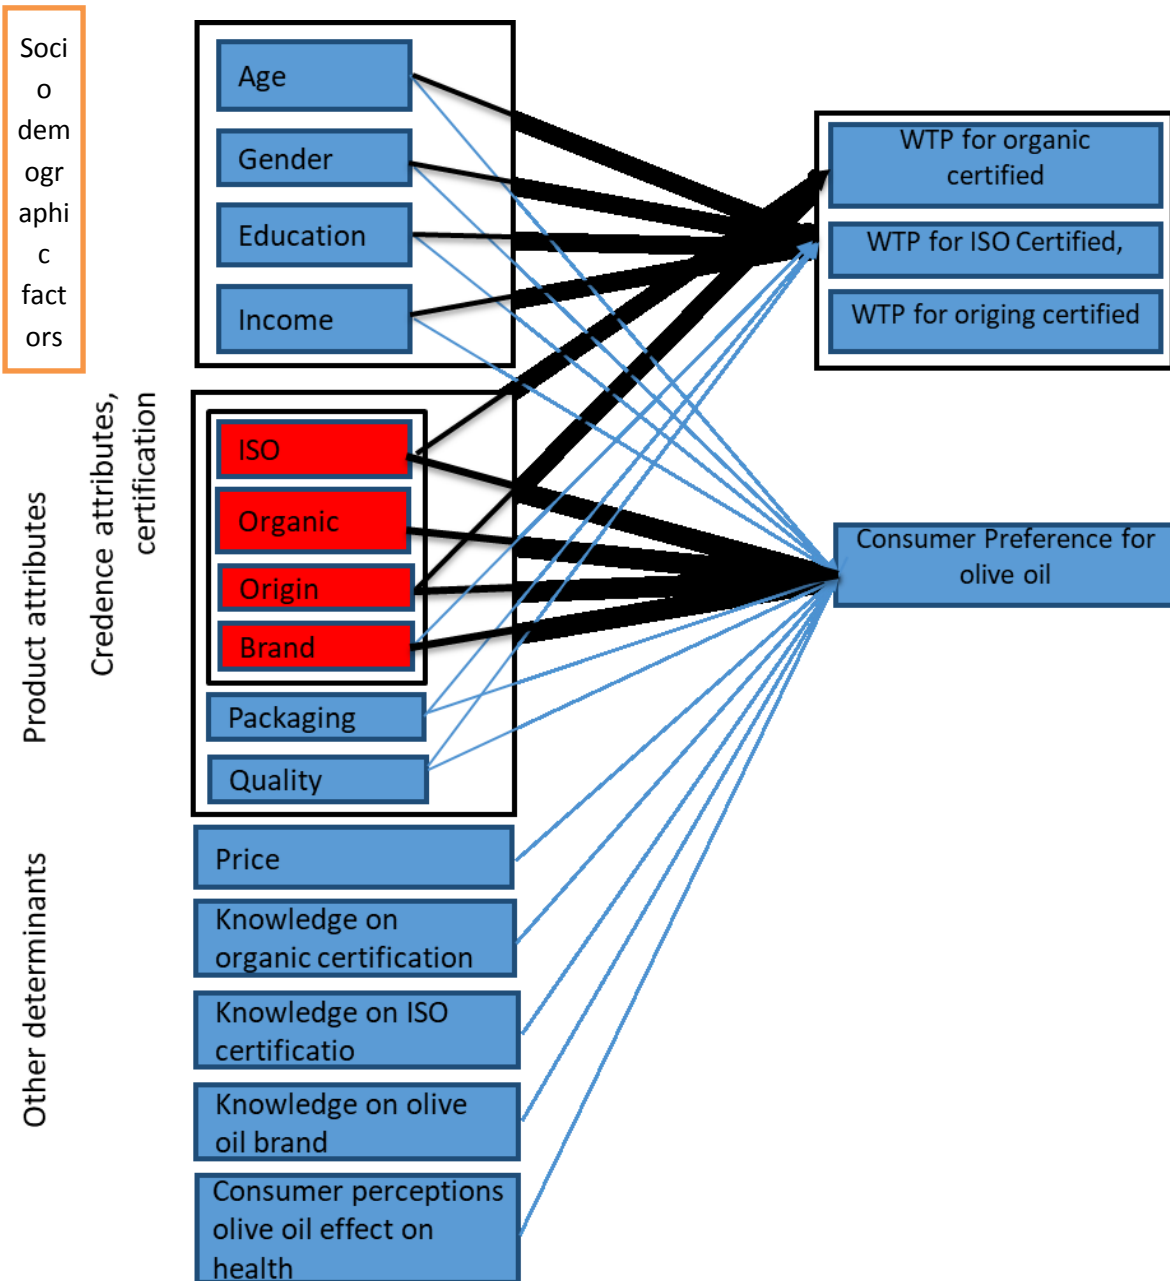 Soci
o
dem
ogr
aphi
c
fact
ors
Age
Gender
Education
Income
WTP for organic
certified
WTP for ISO Certified,
WTP for origing certified
Product attributes
Credence attributes,
certification
ISO
Organic
Origin
Brand
Packaging
Quality
Consumer Preference for
olive oil
Other determinants
Price
Knowledge on
organic certification
Knowledge on ISO
certificatio
Knowledge on olive
oil brand
Consumer perceptions
olive oil effect on
health